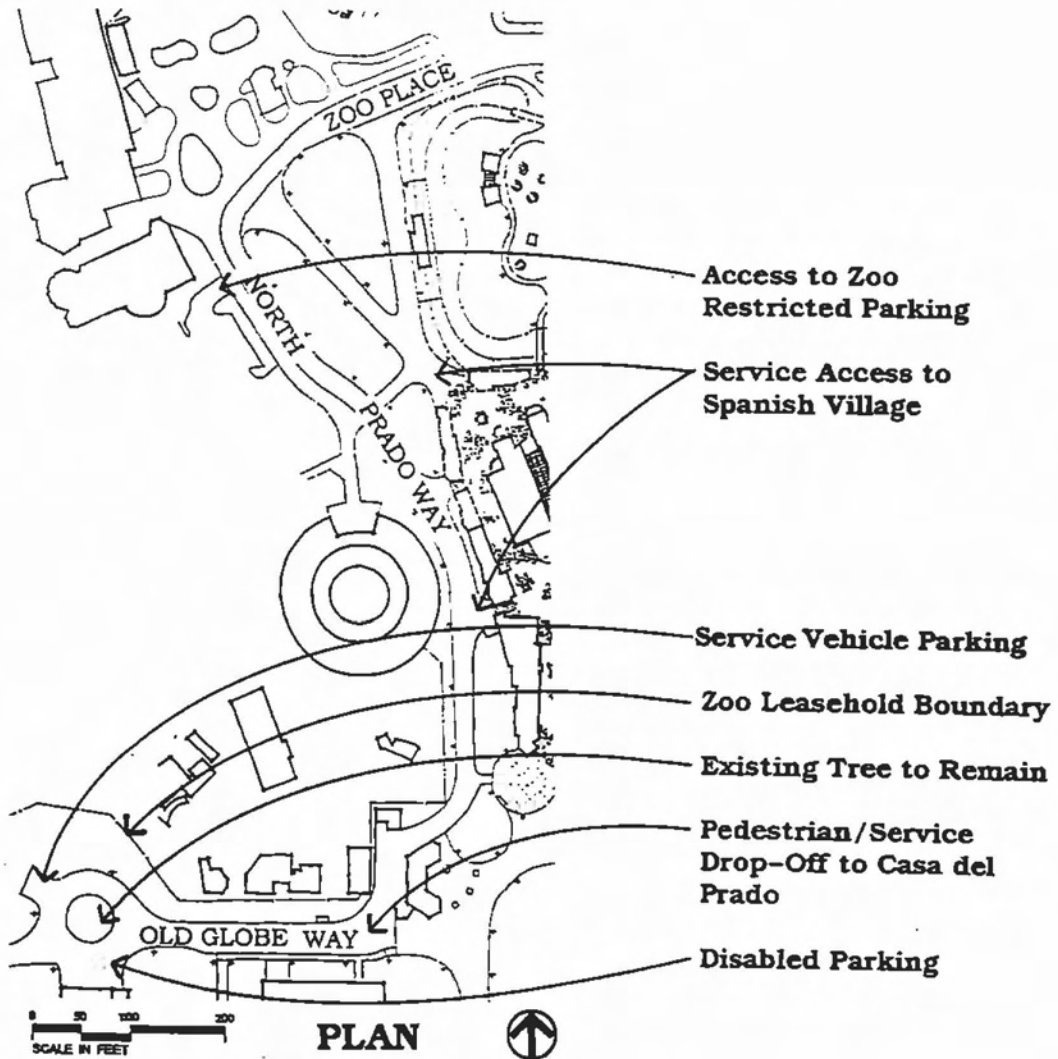 ZOO PLACE
Access to Zoo
Restricted Parking
NORTH
PRADO WAY
Service Access to
Spanish Village
Service Vehicle Parking
Zoo Leasehold Boundary
Existing Tree to Remain
Pedestrian/Service
Drop-Off to Casa del
Prado
OLD GLOBE WAY
Disabled Parking
0 50 100 200
SCALE IN FEET
PLAN